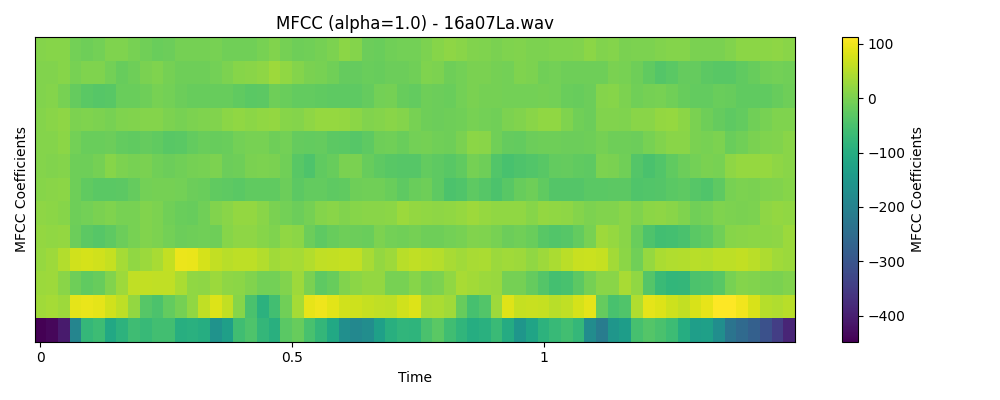 MFCC (alpha=1.0) - 16a07La.wav
MFCC Coefficients
0
0.5
1
Time
100
0
−100
−200
−300
−400
MFCC Coefficients